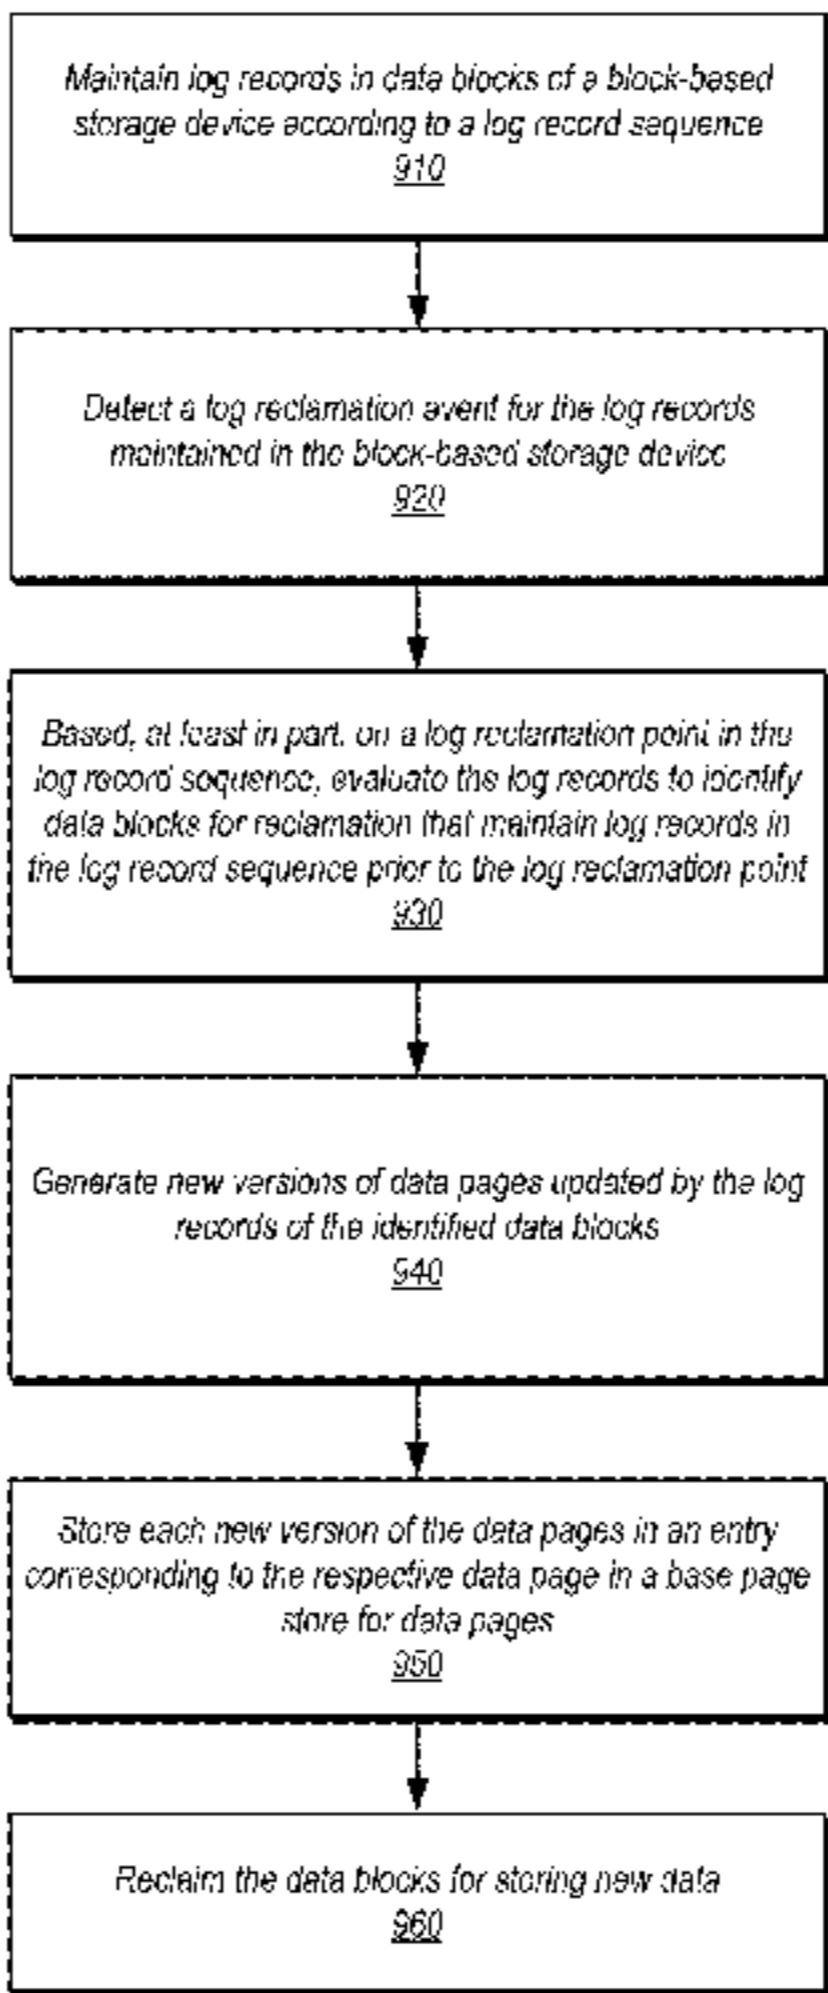 Maintain log records in data blocks of a block-based
storage device according to a log record sequence
910
Detect a log reclamation event for the log records
maintained in the block-based storage device
920
Based, at least in part, on a log reclamation point in the
log record sequence, evaluate the log records to identify
data blocks for reclamation that maintain log records in
the log record sequence prior to the log reclamation point
930
Generate new versions of data pages updated by the log
records of the identified data blocks
940
Store each new version of the data pages in an entry
corresponding to the respective data page in a base page
store for data pages
950
Reclaim the data blocks for storing new data
960